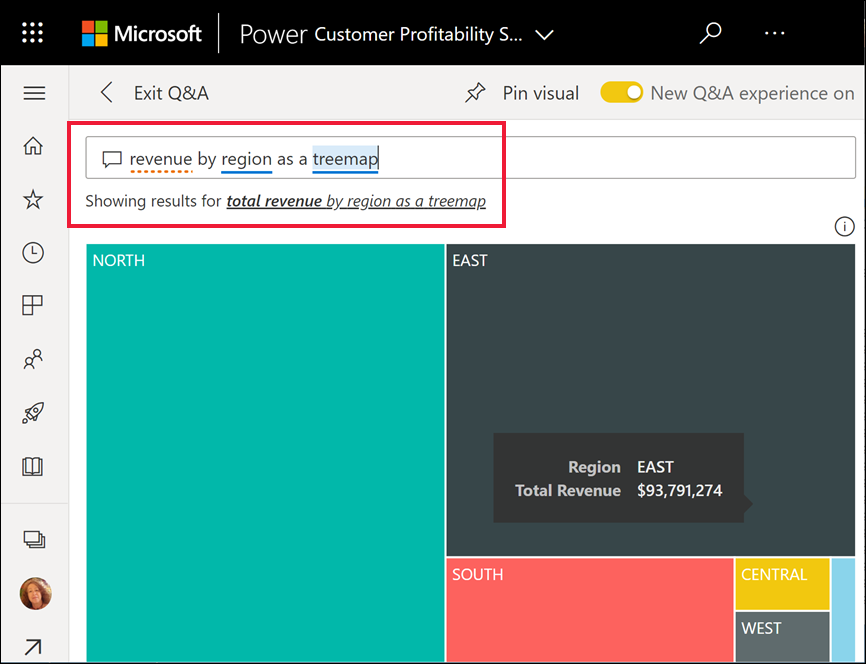 Microsoft Power Customer Profitability S...
Exit Q&A Pin visual New Q&A experience on
revenue by region as a treemap
Showing results for total revenue by region as a treemap
NORTH EAST
Region EAST
Total Revenue $93,791,274
SOUTH CENTRAL
WEST